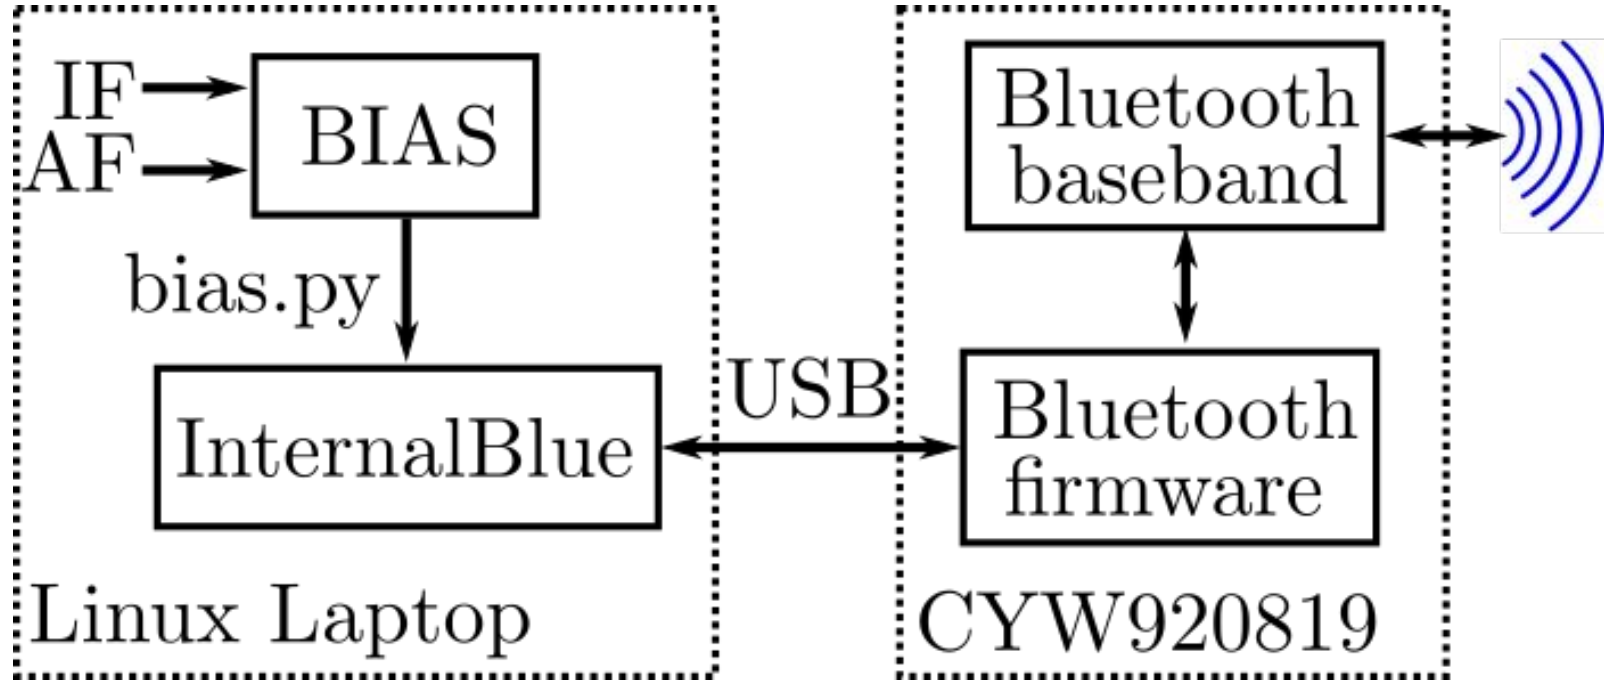 IF
AF
BIAS
bias.py
InternalBlue
Linux Laptop
USB
Bluetooth
baseband
Bluetooth
firmware
CYW920819